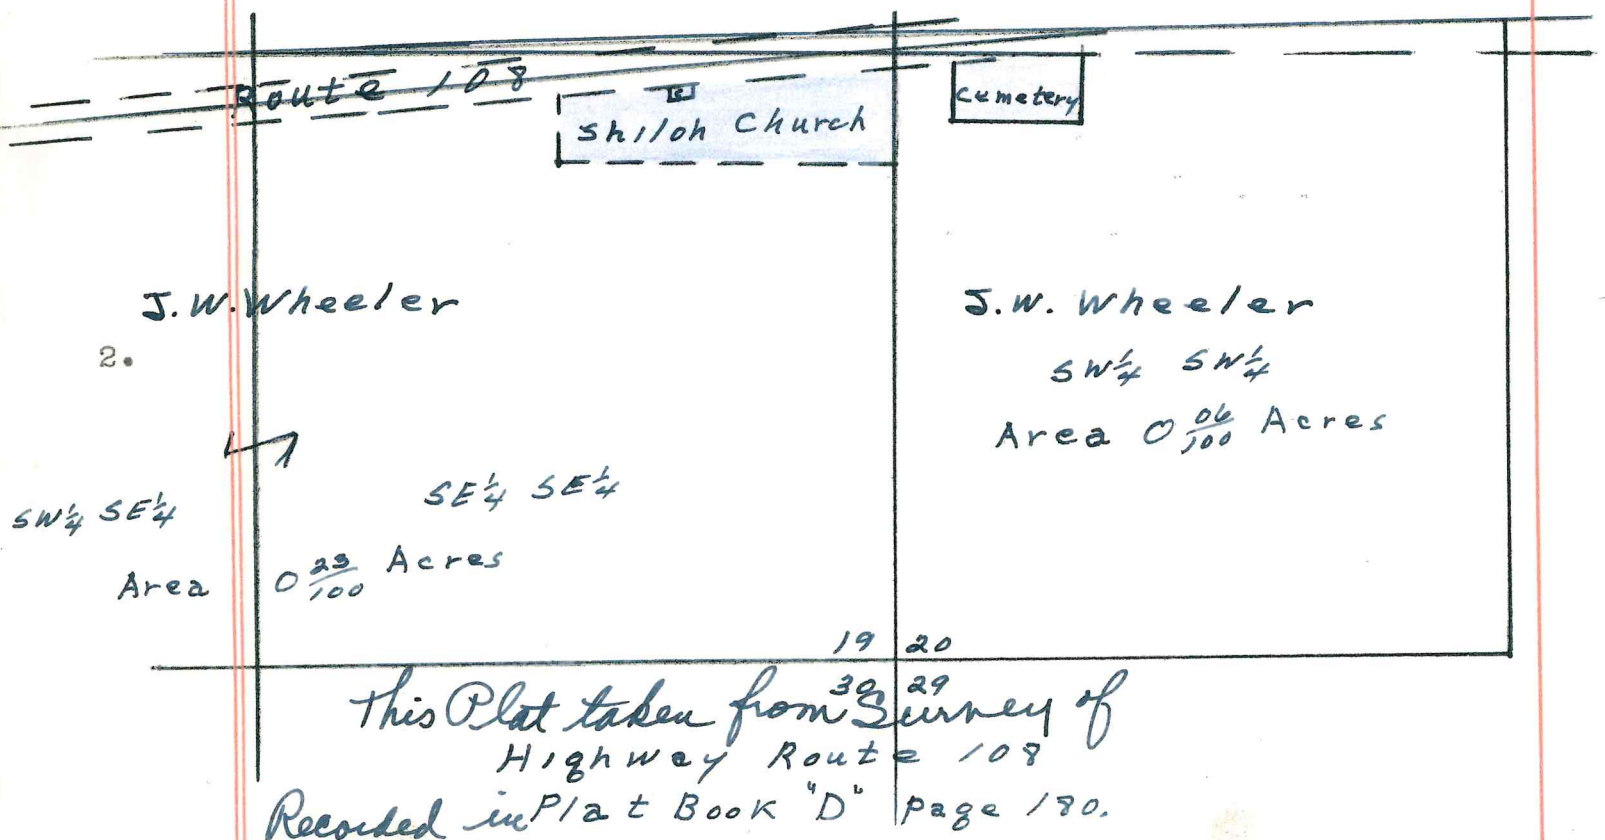 Route 108
Shiloh Church
Cemetery
J.W. Wheeler
J.W. Wheeler
2.
SW¼ SW¼
Area 0 06/100 Acres
SE¼ SE¼
SW¼ SE¼
Area 0 23/100 Acres
19 20
30 29
This Plat taken from Survey of
Highway Route 108
Recorded in Plat Book "D" page 180.